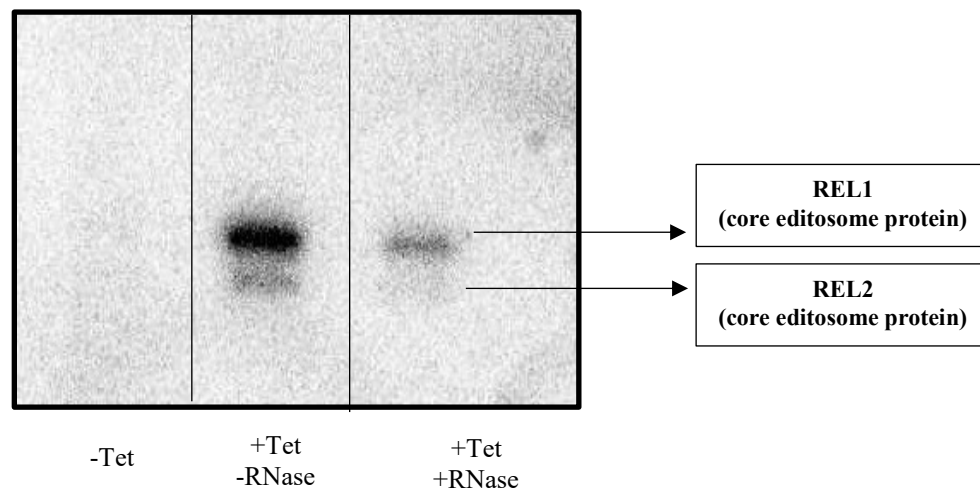 REL1
(core editosome protein)
REL2
(core editosome protein)
-Tet
+Tet
-RNase
+Tet
+RNase